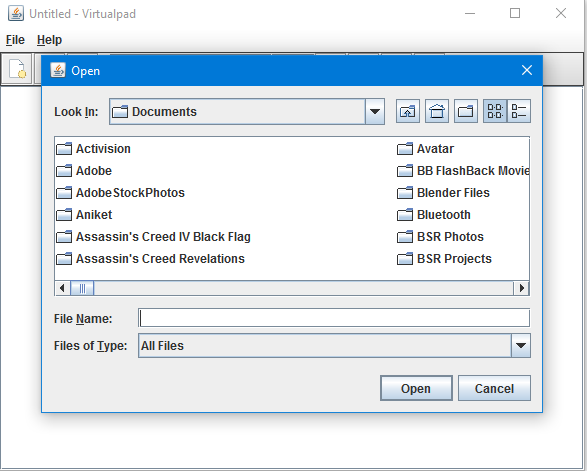 Untitled - Virtualpad
File Help
Open
Look In: Documents
Activision
Adobe
AdobeStockPhotos
Aniket
Assassin's Creed IV Black Flag
Assassin's Creed Revelations
Avatar
BB FlashBack Movie
Blender Files
Bluetooth
BSR Photos
BSR Projects
File Name:
Files of Type: All Files
Open Cancel